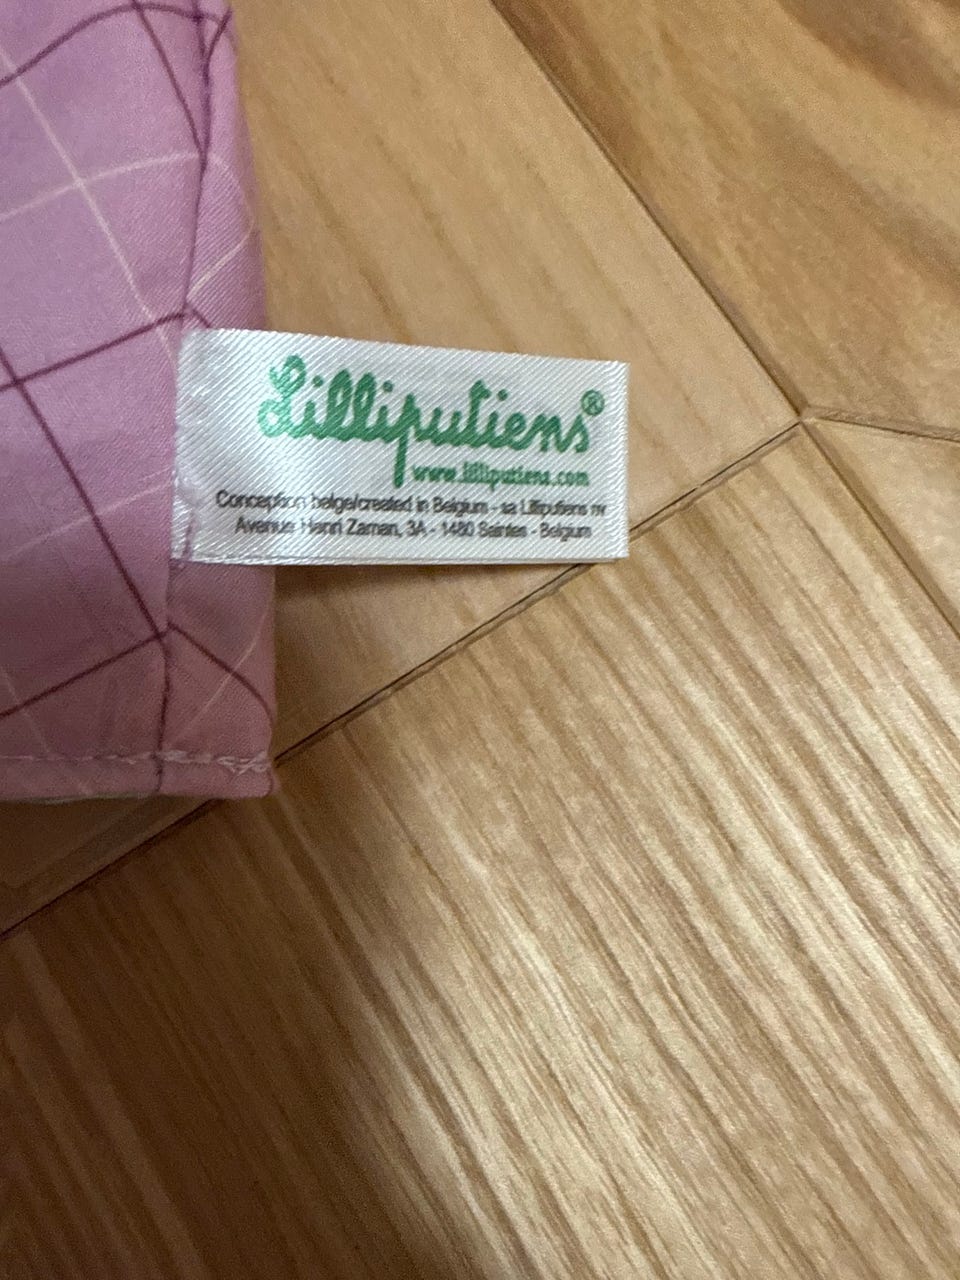 Lilliputiens®
www.lilliputiens.com
Conception belge/created in Belgium - sa Lilliputiens nv
Avenue Henri Zaman, 3A - 1480 Saintes - Belgium